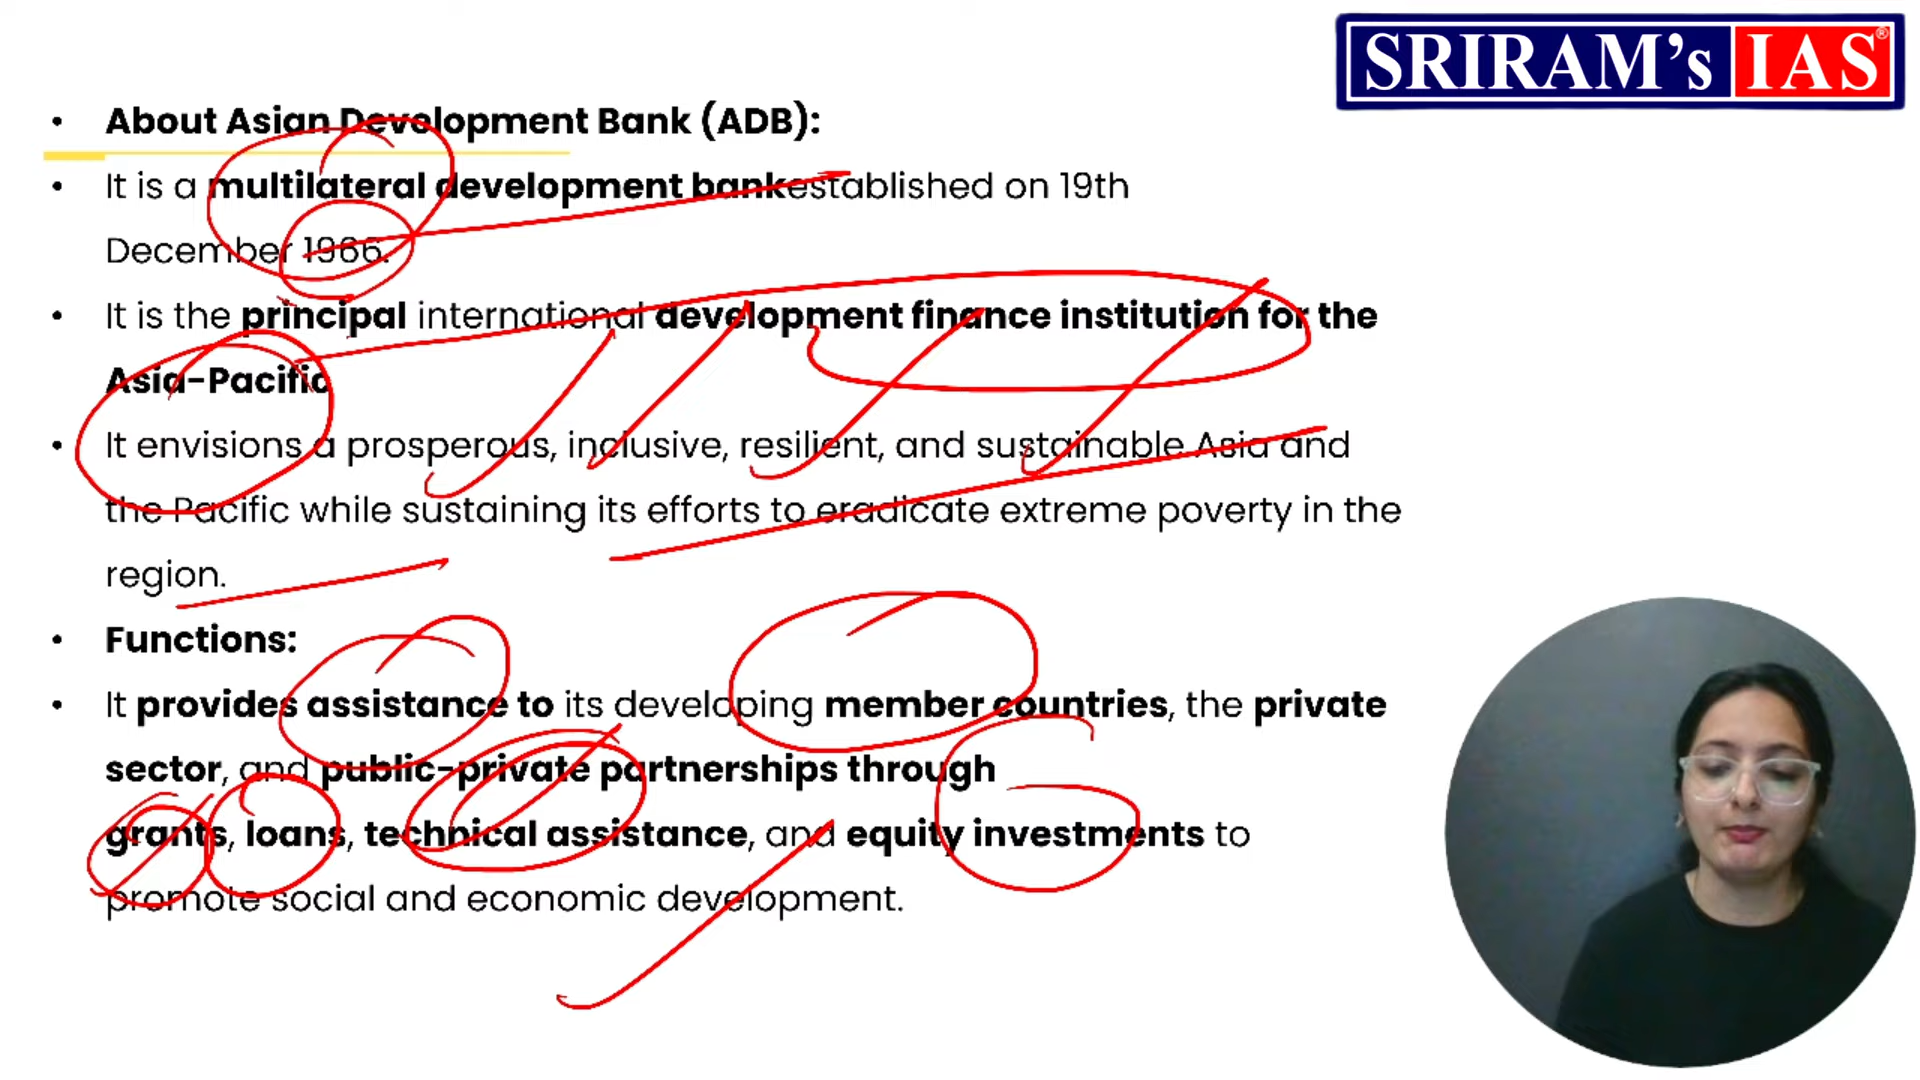 SRIRAM's IAS®
• About Asian Development Bank (ADB):
• It is a multilateral development bankestablished on 19th
December 1966.
• It is the principal international development finance institution for the
Asia-Pacific
• It envisions a prosperous, inclusive, resilient, and sustainable Asia and
the Pacific while sustaining its efforts to eradicate extreme poverty in the
region.
• Functions:
• It provides assistance to its developing member countries, the private
sector, and public-private partnerships through
grants, loans, technical assistance, and equity investments to
promote social and economic development.